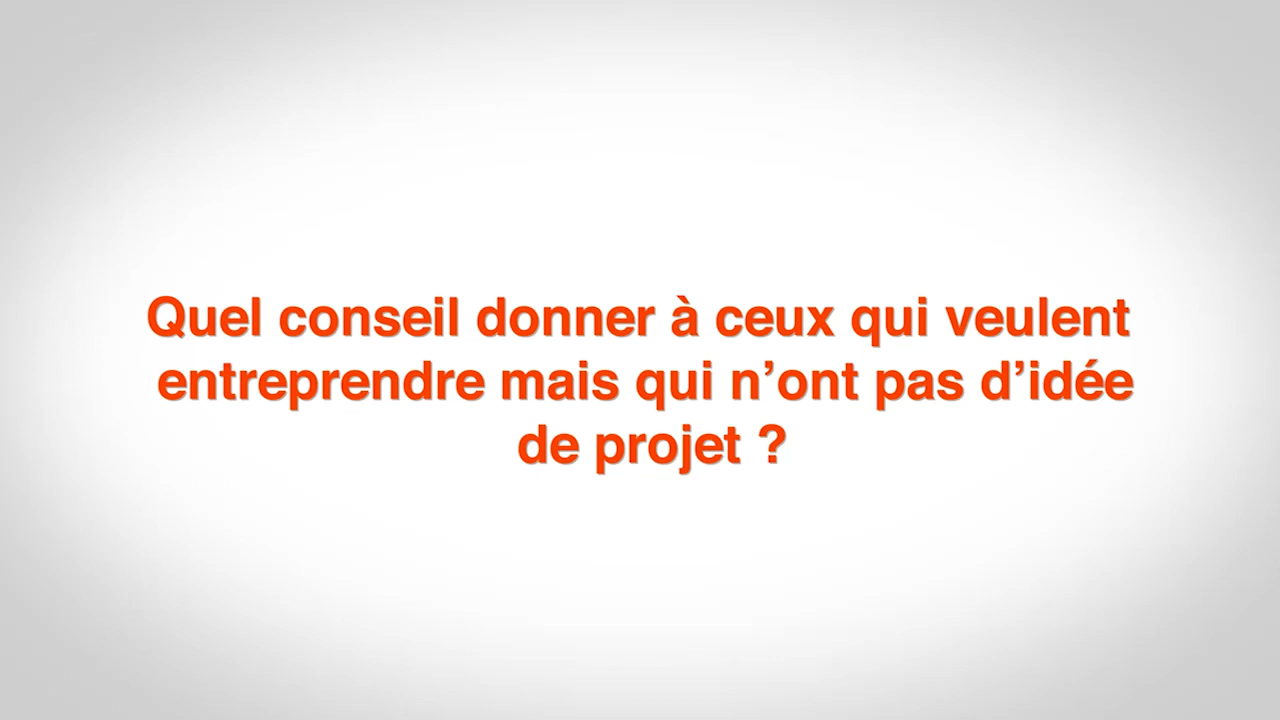 Quel conseil donner à ceux qui veulent
entreprendre mais qui n’ont pas d’idée
de projet ?